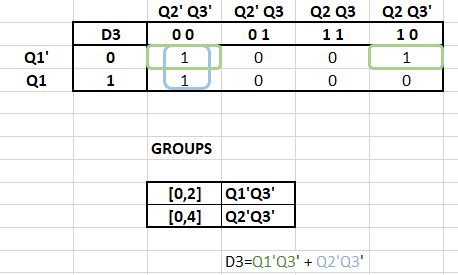 Q2' Q3' Q2' Q3 Q2 Q3 Q2 Q3'
D3 0 0 0 1 1 1 1 0
Q1' 0 1 0 0 1
Q1 1 1 0 0 0
GROUPS
[0,2] Q1'Q3'
[0,4] Q2'Q3'
D3=Q1'Q3' + Q2'Q3'